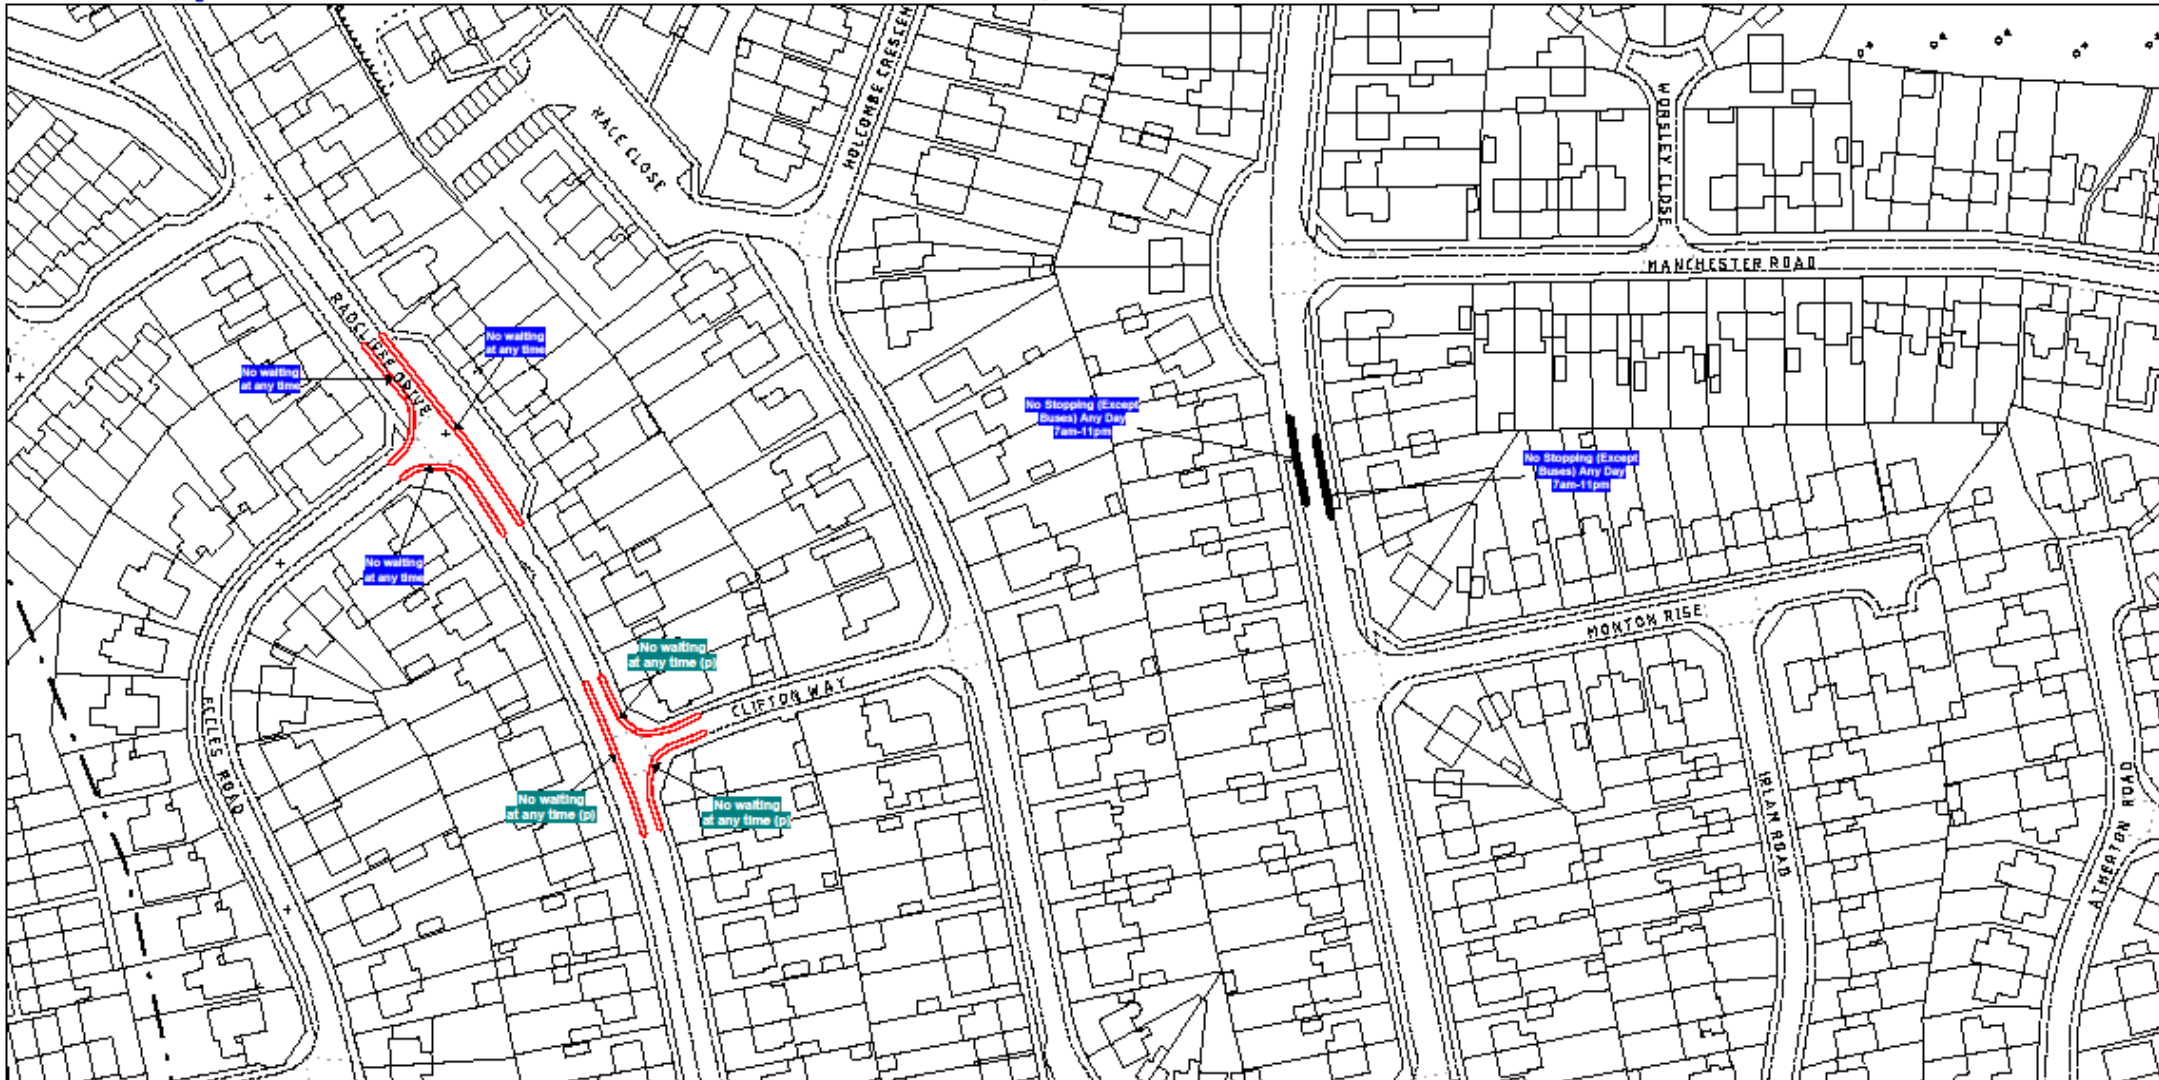 HOLCOMBE CRESCEN
HALE CLOSE
WORSLEY CLOSE
MANCHESTER ROAD
RADCLIFFE DRIVE
No waiting
at any time
No waiting
at any time
No Stopping (Except
Buses) Any Day
7am-11pm
No Stopping (Except
Buses) Any Day
7am-11pm
No waiting
at any time
MONTON RISE
No waiting
at any time (p)
CLIFTON WAY
ECCLES ROAD
No waiting
at any time (p)
No waiting
at any time (p)
IRLAM ROAD
ATHERTON ROAD